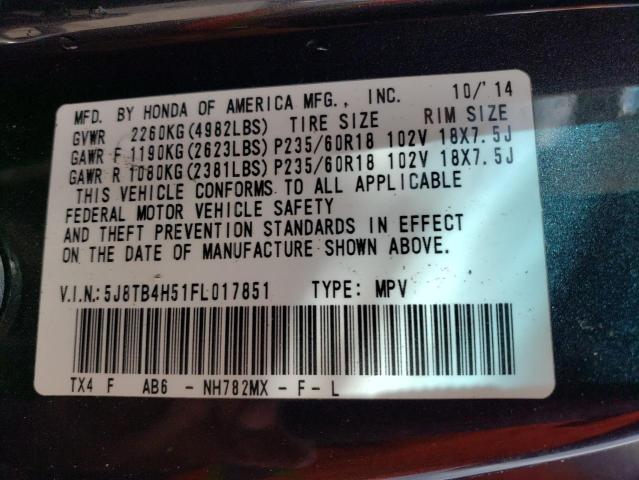 MFD. BY HONDA OF AMERICA MFG., INC. 10/'14
GVWR 2260KG(4982LBS) TIRE SIZE RIM SIZE
GAWR F 1190KG(2623LBS) P235/60R18 102V 18X7.5J
GAWR R 1080KG(2381LBS) P235/60R18 102V 18X7.5J
THIS VEHICLE CONFORMS TO ALL APPLICABLE
FEDERAL MOTOR VEHICLE SAFETY
AND THEFT PREVENTION STANDARDS IN EFFECT
ON THE DATE OF MANUFACTURE SHOWN ABOVE.
V.I.N.:5J8TB4H51FL017851 TYPE: MPV
TX4 F AB6 - NH782MX - F - L